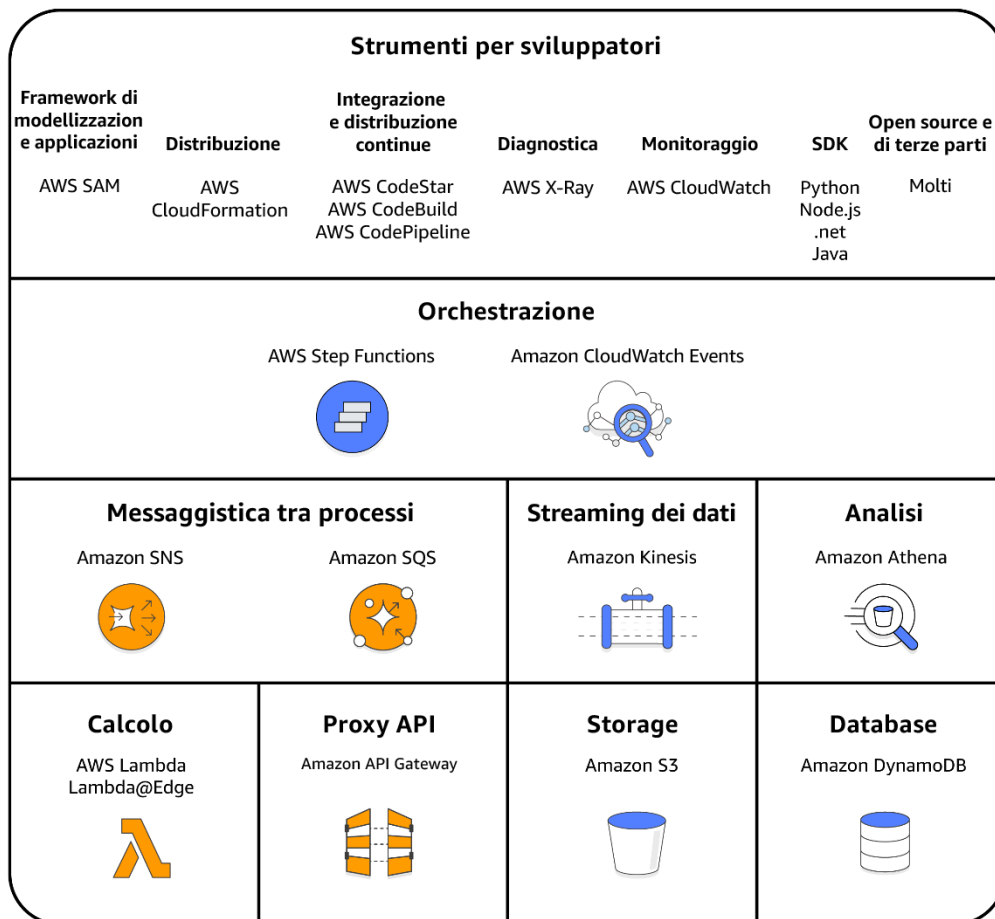 Strumenti per sviluppatori
Framework di
modellizzazion
e applicazioni
AWS SAM
Distribuzione
AWS
CloudFormation
Integrazione
e distribuzione
continue
AWS CodeStar
AWS CodeBuild
AWS CodePipeline
Diagnostica
AWS X-Ray
Monitoraggio
AWS CloudWatch
SDK
Python
Node.js
.net
Java
Open source e
di terze parti
Molti
Orchestrazione
AWS Step Functions
Amazon CloudWatch Events
Messaggistica tra processi
Amazon SNS
Amazon SQS
Streaming dei dati
Amazon Kinesis
Analisi
Amazon Athena
Calcolo
AWS Lambda
Lambda@Edge
Proxy API
Amazon API Gateway
Storage
Amazon S3
Database
Amazon DynamoDB